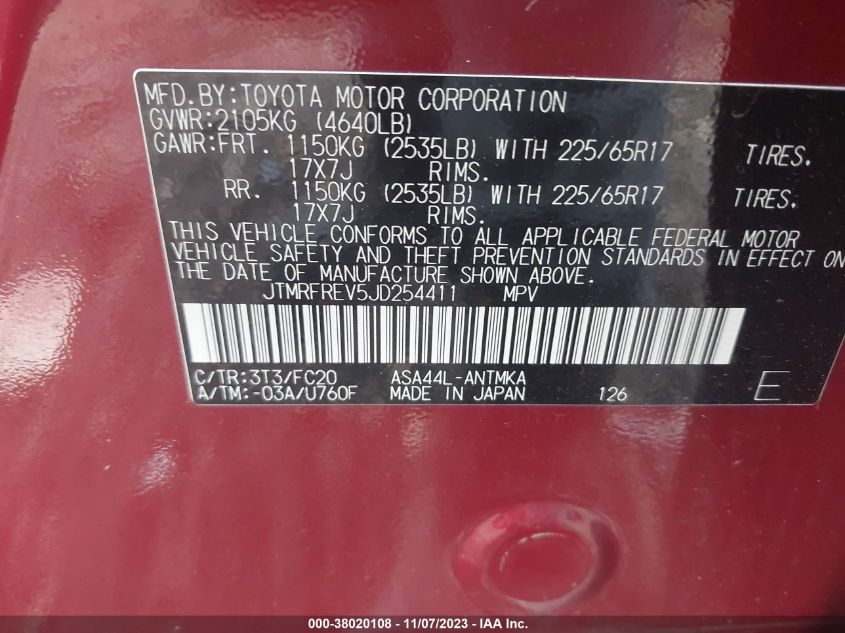 MFD.BY:TOYOTA MOTOR CORPORATION
GVWR:2105KG (4640LB)
GAWR:FRT. 1150KG (2535LB) WITH 225/65R17 TIRES.
17X7J RIMS.
RR. 1150KG (2535LB) WITH 225/65R17 TIRES.
17X7J RIMS.
THIS VEHICLE CONFORMS TO ALL APPLICABLE FEDERAL MOTOR
VEHICLE SAFETY AND THEFT PREVENTION STANDARDS IN EFFECT ON
THE DATE OF MANUFACTURE SHOWN ABOVE.
JTMRFREV5JD254411 MPV
C/TR:3T3/FC20 ASA44L-ANTMKA
A/TM:-03A/U760F MADE IN JAPAN 126 E
000-38020108 - 11/07/2023 - IAA Inc.